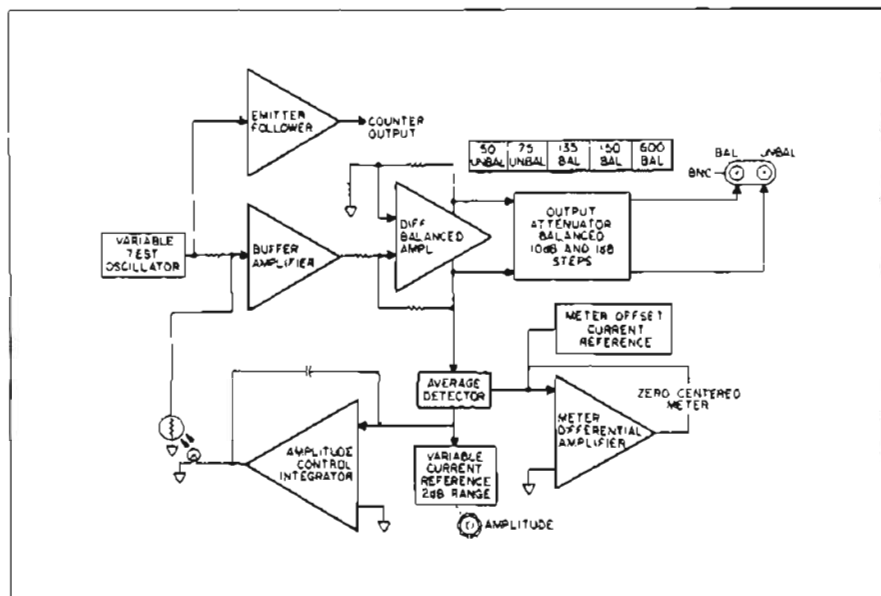 EMITTER
FOLLOWER
COUNTER
OUTPUT
50
UNBAL
75
UNBAL
135
BAL
150
BAL
600
BAL
BAL
UNBAL
BNC
VARIABLE
TEST
OSCILLATOR
BUFFER
AMPLIFIER
DIFF
BALANCED
AMPL
OUTPUT
ATTENUATOR
BALANCED
10dB AND 1dB
STEPS
METER OFFSET
CURRENT
REFERENCE
AVERAGE
DETECTOR
ZERO CENTERED
METER
METER
DIFFERENTIAL
AMPLIFIER
AMPLITUDE
CONTROL
INTEGRATOR
VARIABLE
CURRENT
REFERENCE
2dB RANGE
AMPLITUDE